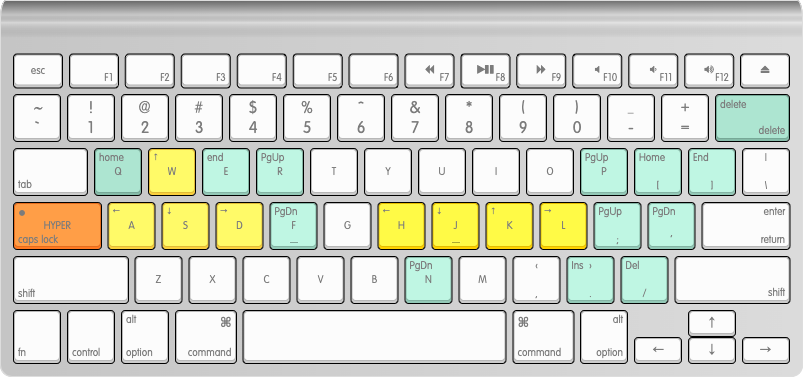 esc F1 F2 F3 F4 F5 F6 F7 F8 F9 F10 F11 F12
~ ! @ # $ % ^ & * ( ) _ + delete
` 1 2 3 4 5 6 7 8 9 0 - = delete
home ↑ end PgUp PgUp Home End |
Q W E R T Y U I O P [ ] \
tab
● ← ↓ → PgDn ← ↓ ↑ → PgUp PgDn enter
HYPER A S D F G H J K L ; '
caps lock _ _ return
PgDn ‹ Ins › Del
Z X C V B N M , . /
shift shift
alt ⌘ ⌘ alt ↑
fn control option command command option ← ↓ →